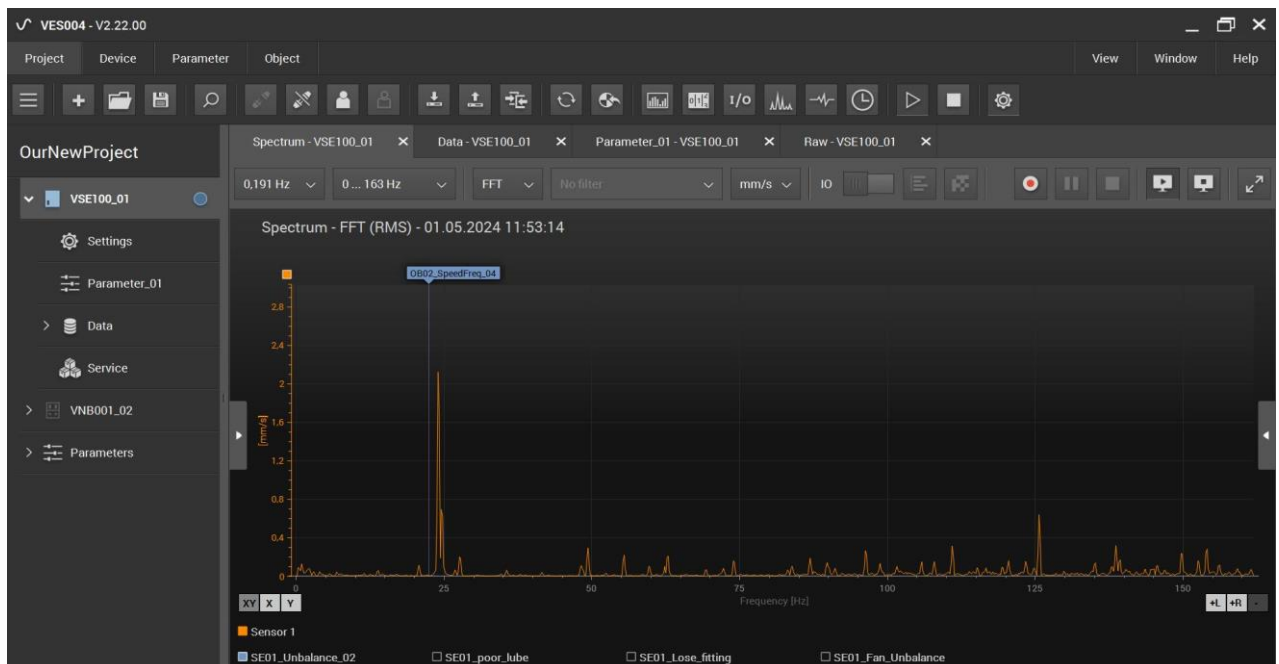 VES004 - V2.22.00
Project Device Parameter Object View Window Help
I/O
OurNewProject
Spectrum - VSE100_01 Data - VSE100_01 Parameter_01 - VSE100_01 Raw - VSE100_01
0,191 Hz 0 ... 163 Hz FFT No filter mm/s IO
VSE100_01
Settings
Parameter_01
Data
Service
VNB001_02
Parameters
Spectrum - FFT (RMS) - 01.05.2024 11:53:14
OB02_SpeedFreq_04
2,8
2,4
2
1,6
1,2
0,8
0,4
0
[mm/s]
0 25 50 75 100 125 150
Frequency [Hz]
XY X Y +L +R -
Sensor 1
SE01_Unbalance_02 SE01_poor_lube SE01_Lose_fitting SE01_Fan_Unbalance